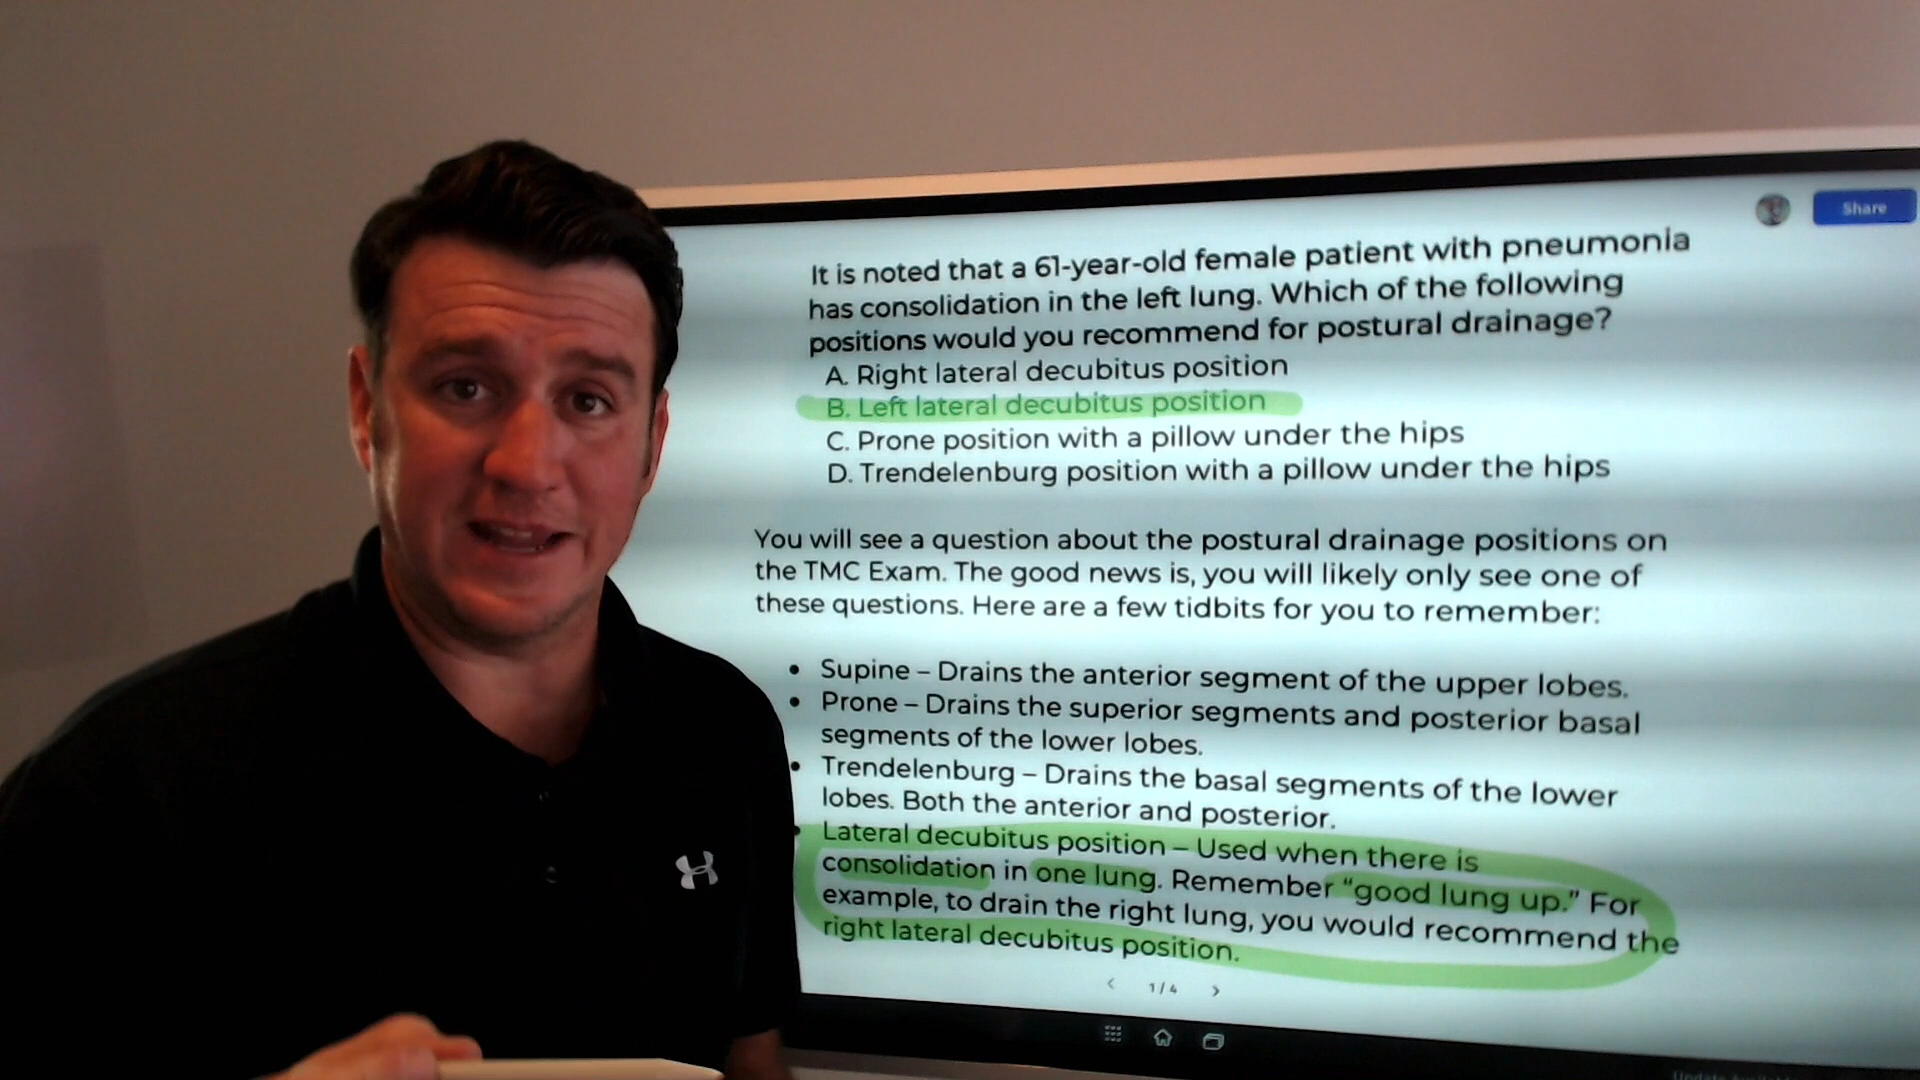 Share
It is noted that a 61-year-old female patient with pneumonia
has consolidation in the left lung. Which of the following
positions would you recommend for postural drainage?
A. Right lateral decubitus position
B. Left lateral decubitus position
C. Prone position with a pillow under the hips
D. Trendelenburg position with a pillow under the hips
You will see a question about the postural drainage positions on
the TMC Exam. The good news is, you will likely only see one of
these questions. Here are a few tidbits for you to remember:
• Supine – Drains the anterior segment of the upper lobes.
• Prone – Drains the superior segments and posterior basal
segments of the lower lobes.
• Trendelenburg – Drains the basal segments of the lower
lobes. Both the anterior and posterior.
• Lateral decubitus position – Used when there is
consolidation in one lung. Remember “good lung up.” For
example, to drain the right lung, you would recommend the
right lateral decubitus position.
1/4
Update